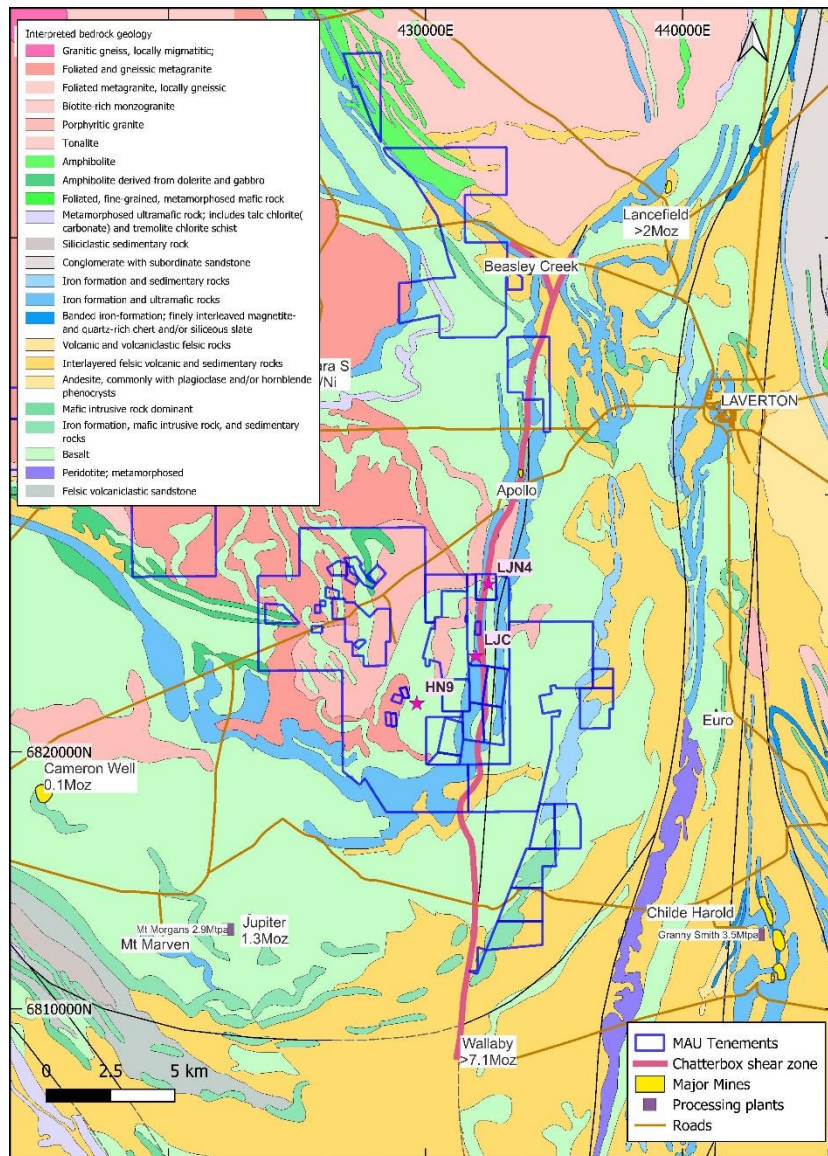 430000E
440000E
Interpreted bedrock geology
Granitic gneiss, locally migmatitic;
Foliated and gneissic metagranite
Foliated metagranite, locally gneissic
Biotite-rich monzogranite
Porphyritic granite
Tonalite
Amphibolite
Amphibolite derived from dolerite and gabbro
Foliated, fine-grained, metamorphosed mafic rock
Metamorphosed ultramafic rock; includes talc chlorite(
carbonate) and tremolite chlorite schist
Siliciclastic sedimentary rock
Conglomerate with subordinate sandstone
Iron formation and sedimentary rocks
Iron formation and ultramafic rocks
Banded iron-formation; finely interleaved magnetite-
and quartz-rich chert and/or siliceous slate
Volcanic and volcaniclastic felsic rocks
Interlayered felsic volcanic and sedimentary rocks
Andesite, commonly with plagioclase and/or hornblende
phenocrysts
Mafic intrusive rock dominant
Iron formation, mafic intrusive rock, and sedimentary
rocks
Basalt
Peridotite; metamorphosed
Felsic volcaniclastic sandstone
Lancefield
>2Moz
Beasley Creek
ara S
/Ni
LAVERTON
Apollo
LJN4
LJC
HN9
Euro
6820000N
Cameron Well
0.1Moz
Mt Morgans 2.9Mtpa
Jupiter
1.3Moz
Mt Marven
Childe Harold
Granny Smith 3.5Mtpa
6810000N
Wallaby
>7.1Moz
0 2.5 5 km
MAU Tenements
Chatterbox shear zone
Major Mines
Processing plants
Roads